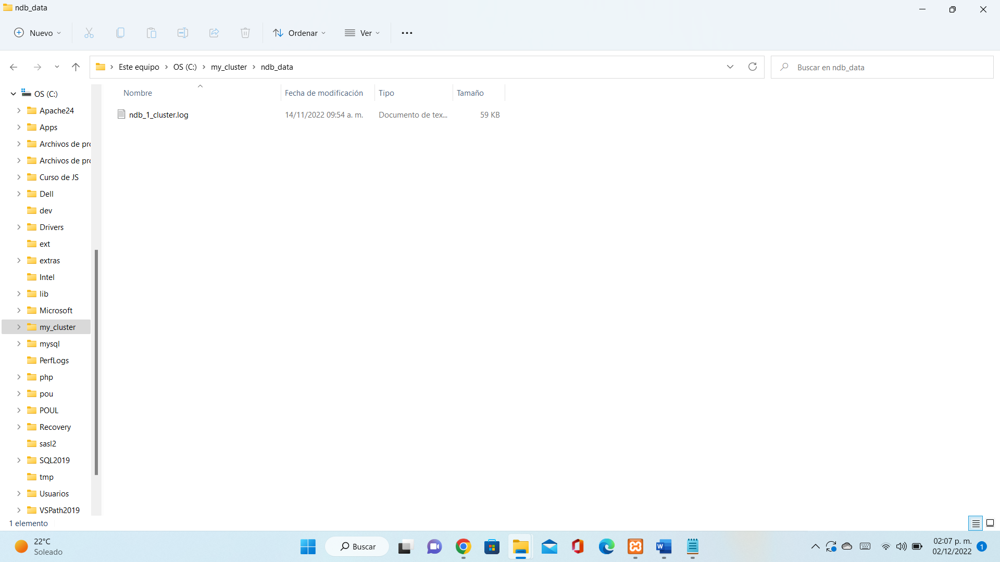 ndb_data
Nuevo
Ordenar
Ver
Este equipo
OS (C:)
my_cluster
ndb_data
Buscar en ndb_data
OS (C:)
Apache24
Apps
Archivos de pro
Archivos de pro
Curso de JS
Dell
dev
Drivers
ext
extras
Intel
lib
Microsoft
my_cluster
mysql
PerfLogs
php
pou
POUL
Recovery
sasl2
SQL2019
tmp
Usuarios
VSPath2019
Nombre
Fecha de modificación
Tipo
Tamaño
ndb_1_cluster.log
14/11/2022 09:54 a. m.
Documento de tex...
59 KB
1 elemento
22°C
Soleado
Buscar
02:07 p. m.
02/12/2022
1